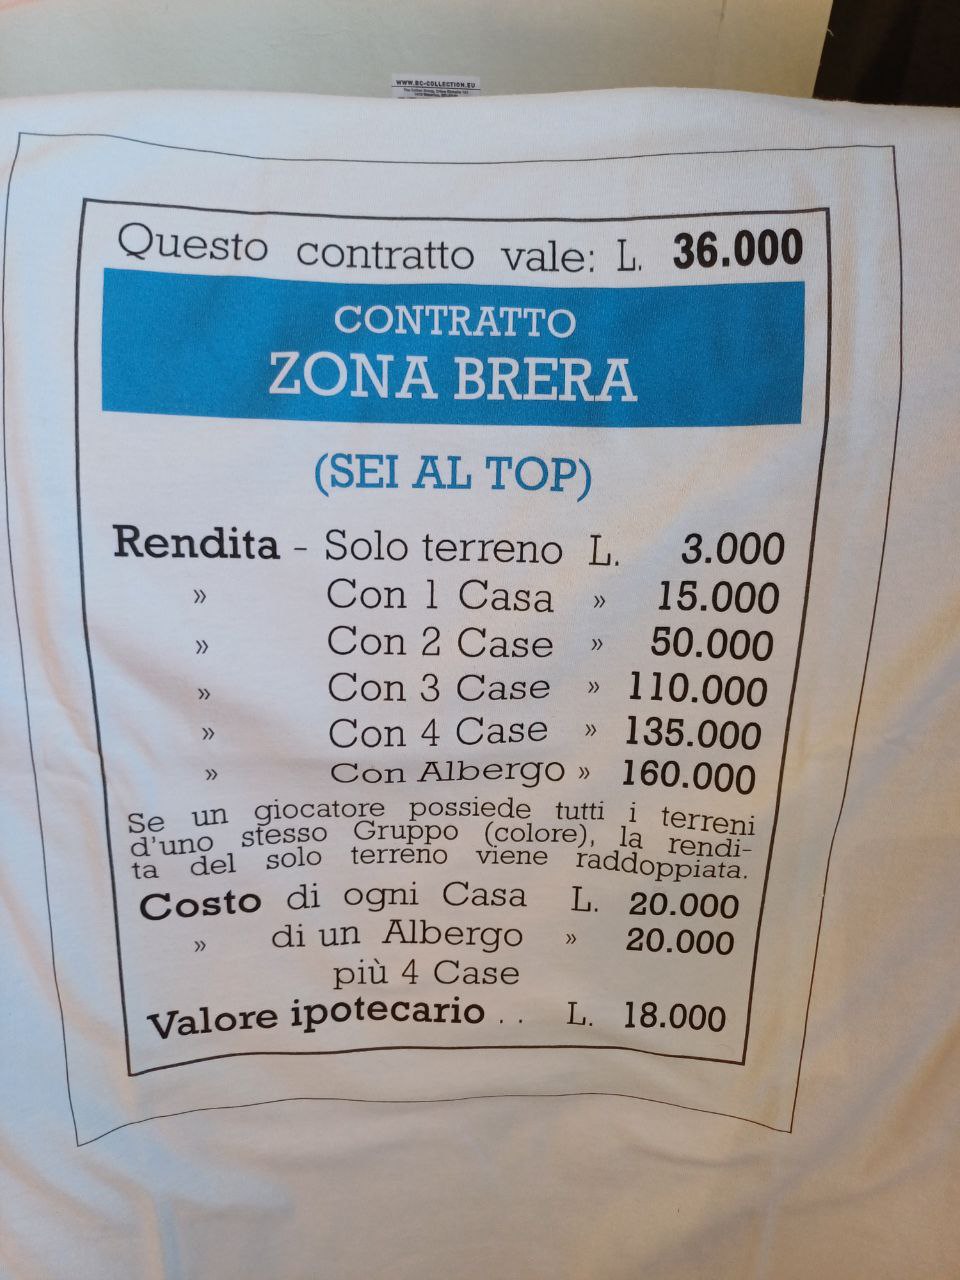 WWW.BC-COLLECTION.EU
Questo contratto vale: L. 36.000
CONTRATTO
ZONA BRERA
(SEI AL TOP)
Rendita - Solo terreno L. 3.000
» Con 1 Casa » 15.000
» Con 2 Case » 50.000
» Con 3 Case » 110.000
» Con 4 Case » 135.000
» Con Albergo » 160.000
Se un giocatore possiede tutti i terreni
d'uno stesso Gruppo (colore), la rendi-
ta del solo terreno viene raddoppiata.
Costo di ogni Casa L. 20.000
» di un Albergo » 20.000
più 4 Case
Valore ipotecario . . L. 18.000